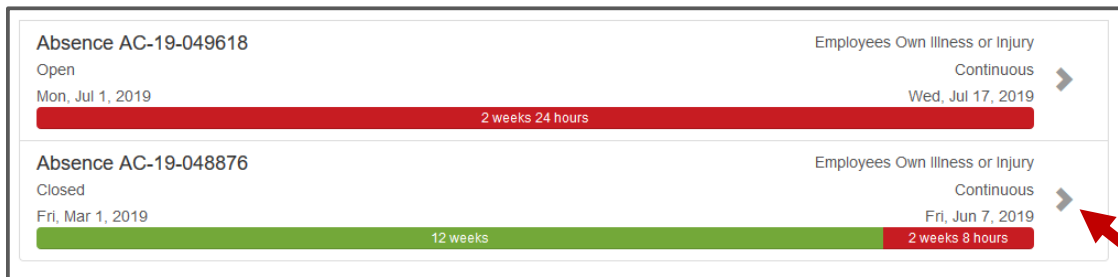 Absence AC-19-049618 Employees Own Illness or Injury
Open Continuous
Mon, Jul 1, 2019 Wed, Jul 17, 2019
2 weeks 24 hours
Absence AC-19-048876 Employees Own Illness or Injury
Closed Continuous
Fri, Mar 1, 2019 Fri, Jun 7, 2019
12 weeks 2 weeks 8 hours